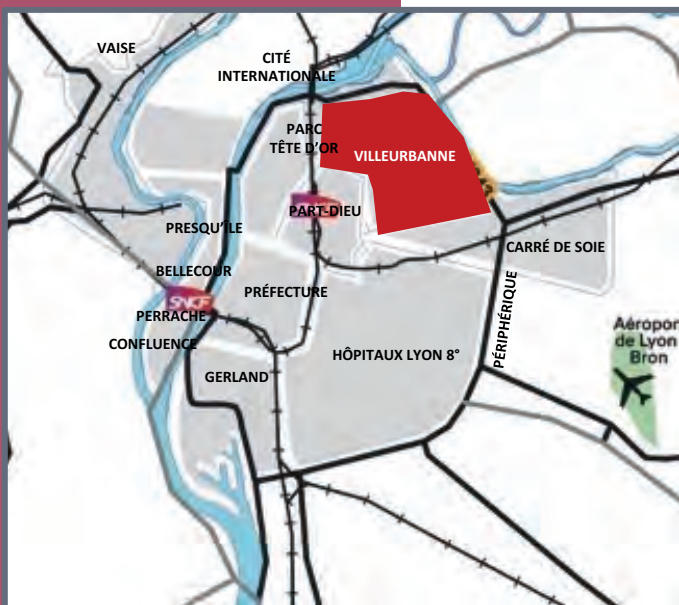 VAISE
CITÉ
INTERNATIONALE
PARC
TÊTE D'OR
VILLEURBANNE
PART-DIEU
PRESQU'ÎLE
CARRÉ DE SOIE
BELLECOUR
PRÉFECTURE
SNCF
PERRACHE
CONFLUENCE
PÉRIPHÉRIQUE
HÔPITAUX LYON 8°
GERLAND
Aéroport
de Lyon
Bron